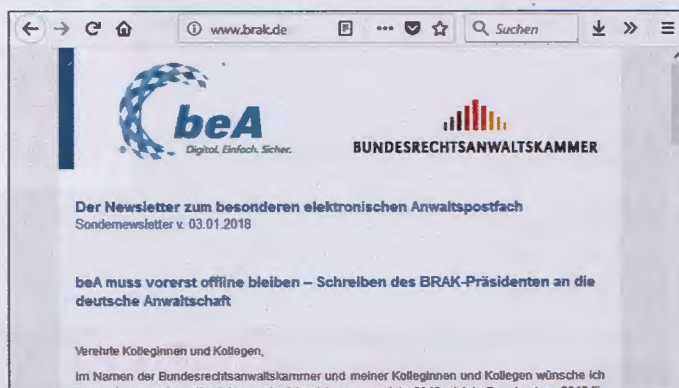 www.brak.de
Suchen
beA
Digital. Einfach. Sicher.
BUNDESRECHTSANWALTSKAMMER
Der Newsletter zum besonderen elektronischen Anwaltspostfach
Sondernewsletter v. 03.01.2018
beA muss vorerst offline bleiben – Schreiben des BRAK-Präsidenten an die
deutsche Anwaltschaft
Verehrte Kolleginnen und Kollegen,
im Namen der Bundesrechtsanwaltskammer und meiner Kolleginnen und Kollegen wünsche ich